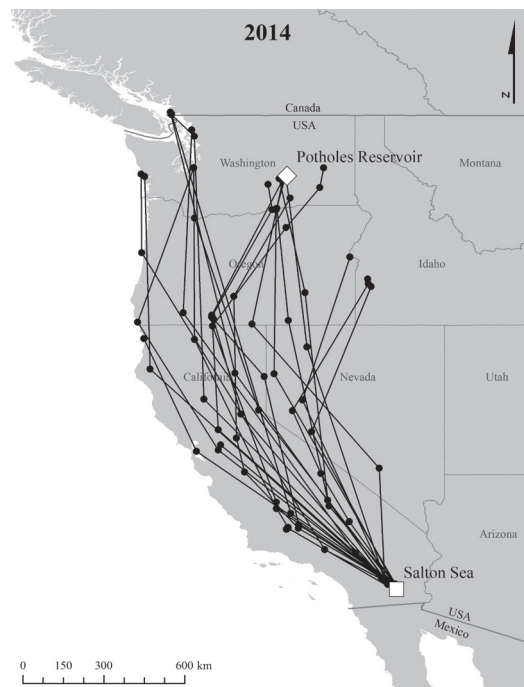 2014
N
Canada
USA
Washington
Potholes Reservoir
Montana
Oregon
Idaho
California
Nevada
Utah
Arizona
Salton Sea
USA
Mexico
0 150 300 600 km